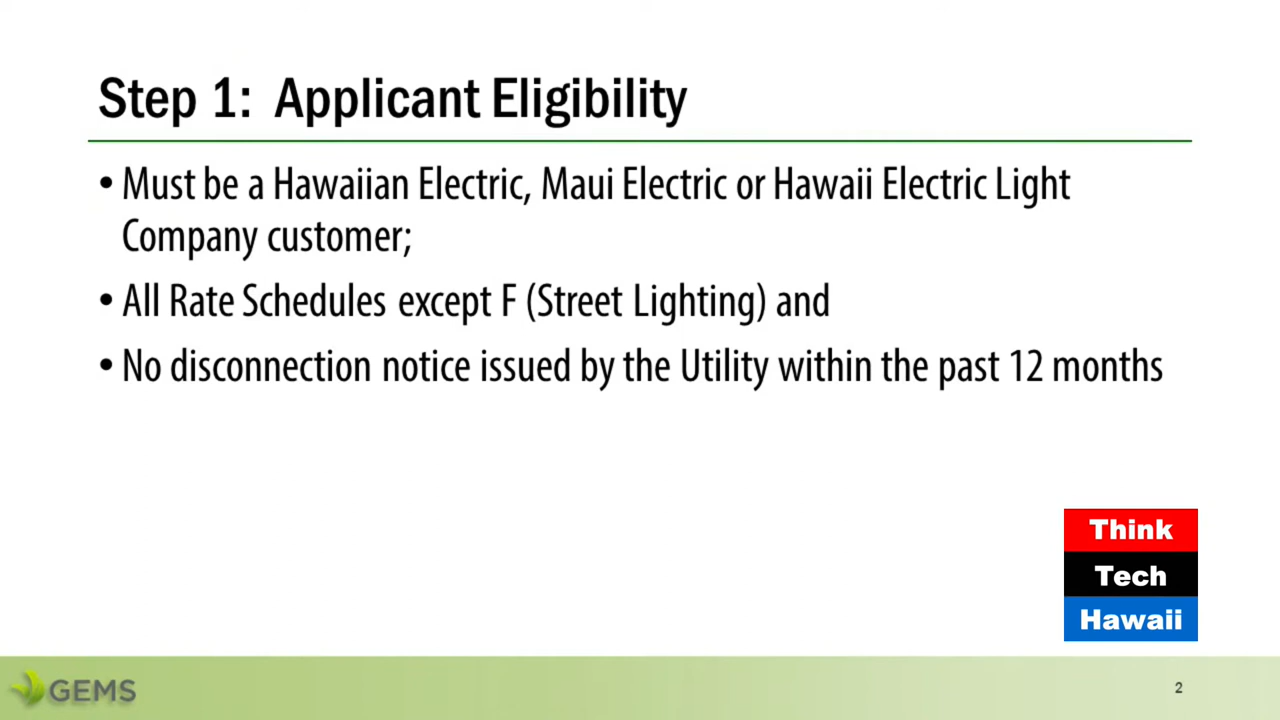 Step 1: Applicant Eligibility
• Must be a Hawaiian Electric, Maui Electric or Hawaii Electric Light
Company customer;
• All Rate Schedules except F (Street Lighting) and
• No disconnection notice issued by the Utility within the past 12 months
Think
Tech
Hawaii
GEMS
2